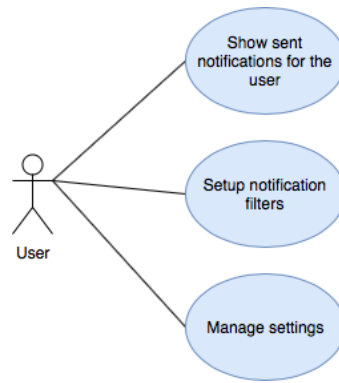 Show sent
notifications for the
user
Setup notification
filters
User
Manage settings